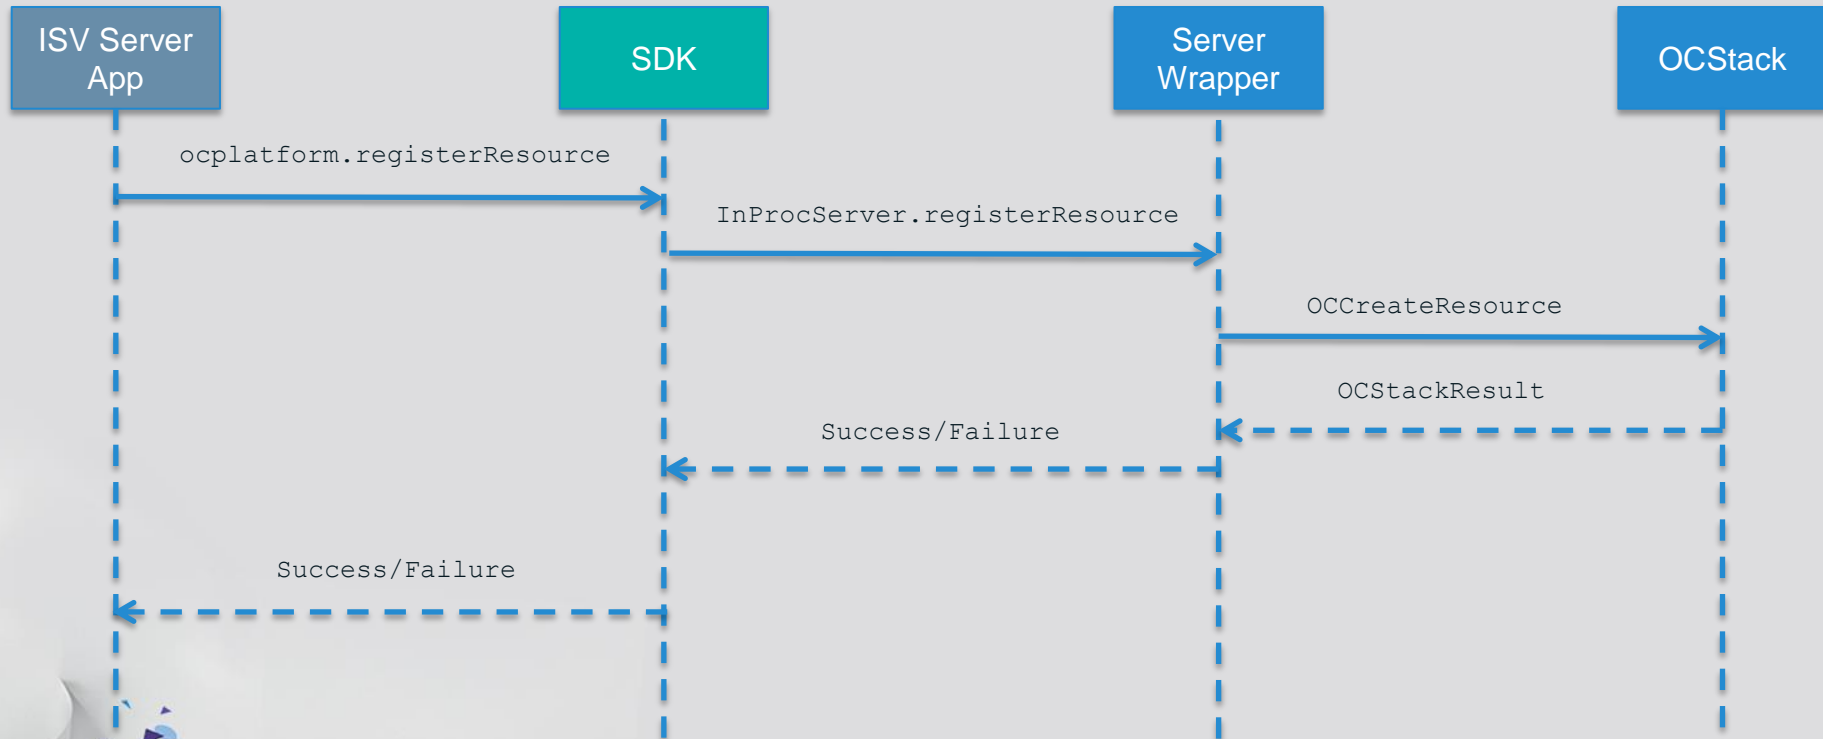 ISV Server
App
SDK
Server
Wrapper
OCStack
ocplatform.registerResource
InProcServer.registerResource
OCCreateResource
OCStackResult
Success/Failure
Success/Failure